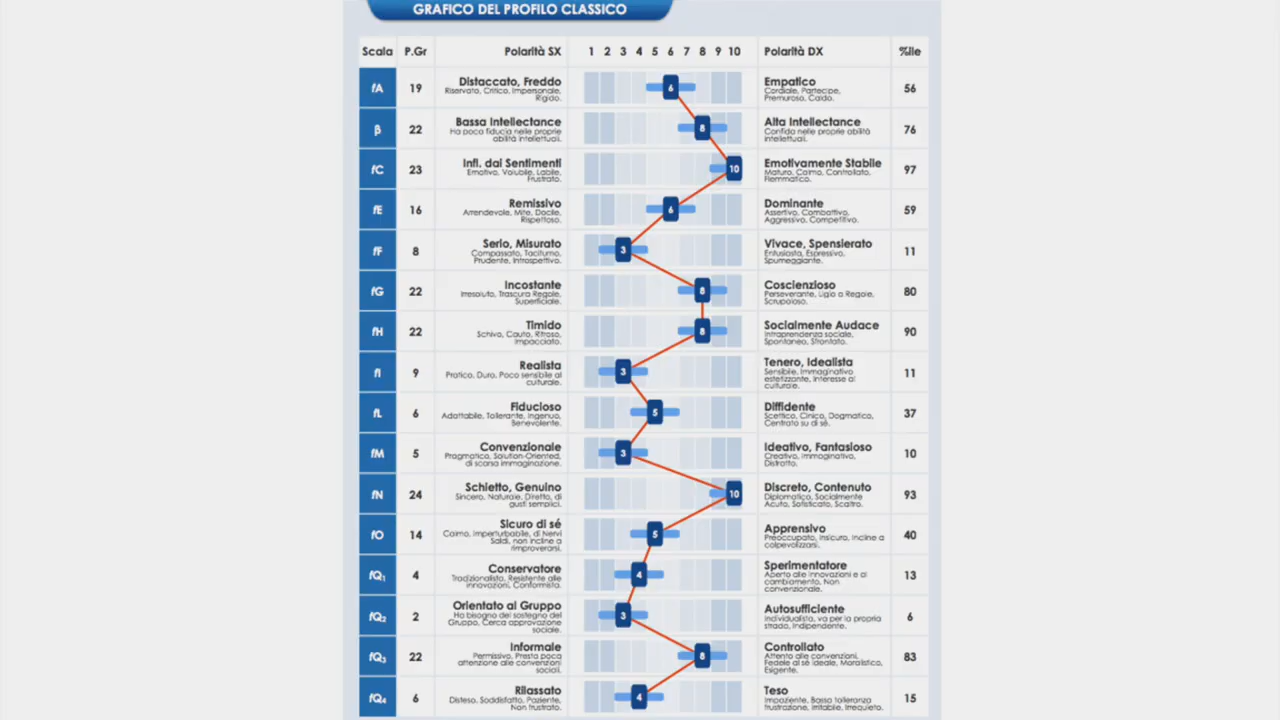 GRAFICO DEL PROFILO CLASSICO
Scala P.Gr Polarità SX 1 2 3 4 5 6 7 8 9 10 Polarità DX %ile
fA 19 Distaccato, Freddo 6 Empatico 56
Riservato, Critico, Impersonale, Cordiale, Partecipe,
Rigido. Premuroso, Caldo.
β 22 Bassa Intellectance 8 Alta Intellectance 76
Ha poca fiducia nelle proprie Confida nelle proprie abilità
abilità intellettuali. intellettuali.
fC 23 Infl. dai Sentimenti 10 Emotivamente Stabile 97
Emotivo, Volubile, Labile, Maturo, Calmo, Controllato,
Frustrato. Flemmatico.
fE 16 Remissivo 6 Dominante 59
Arrendevole, Mite, Docile, Assertivo, Combattivo,
Rispettoso. Aggressivo, Competitivo.
fF 8 Serio, Misurato 3 Vivace, Spensierato 11
Compassato, Taciturno, Entusiasta, Espressivo,
Prudente, Introspettivo. Spumeggiante.
fG 22 Incostante 8 Coscienzioso 80
Irresoluto, Trascura Regole, Perseverante, Ligio a Regole,
Superficiale. Scrupoloso.
fH 22 Timido 8 Socialmente Audace 90
Schivo, Cauto, Ritroso, Intraprendenza sociale,
Impacciato. Spontaneo, Sfrontato.
fI 9 Realista 3 Tenero, Idealista 11
Pratico, Duro, Poco sensibile al Sensibile, Immaginativo
culturale. estetizzante, Interesse al
culturale.
fL 6 Fiducioso 5 Diffidente 37
Adattabile, Tollerante, Ingenuo, Scettico, Cinico, Dogmatico,
Benevolente. Centrato su di sé.
fM 5 Convenzionale 3 Ideativo, Fantasioso 10
Pragmatico, Solution-Oriented, Creativo, Immaginativo,
di scarsa immaginazione. Distratto.
fN 24 Schietto, Genuino 10 Discreto, Contenuto 93
Sincero, Naturale, Diretto, di Diplomatico, Socialmente
gusti semplici. Acuto, Sofisticato, Scaltro.
fO 14 Sicuro di sé 5 Apprensivo 40
Calmo, Imperturbabile, di Nervi Preoccupato, Insicuro, Incline a
Saldi, non incline a colpevolizzarsi.
rimproverarsi.
fQ1 4 Conservatore 4 Sperimentatore 13
Tradizionalista, Resistente alle Aperto alle innovazioni e al
innovazioni, Conformista. cambiamento, Non
convenzionale.
fQ2 2 Orientato al Gruppo 3 Autosufficiente 6
Ha bisogno del sostegno del Individualista, va per la propria
Gruppo, Cerca approvazione strada, Indipendente.
sociale.
fQ3 22 Informale 8 Controllato 83
Permissivo, Presta poca Attento alle convenzioni,
attenzione alle convenzioni Fedele al sé ideale, Moralistico,
sociali. Esigente.
fQ4 6 Rilassato 4 Teso 15
Disteso, Soddisfatto, Paziente, Impaziente, Bassa tolleranza
Non frustrato. frustrazione, Irritabile, Irrequieto.